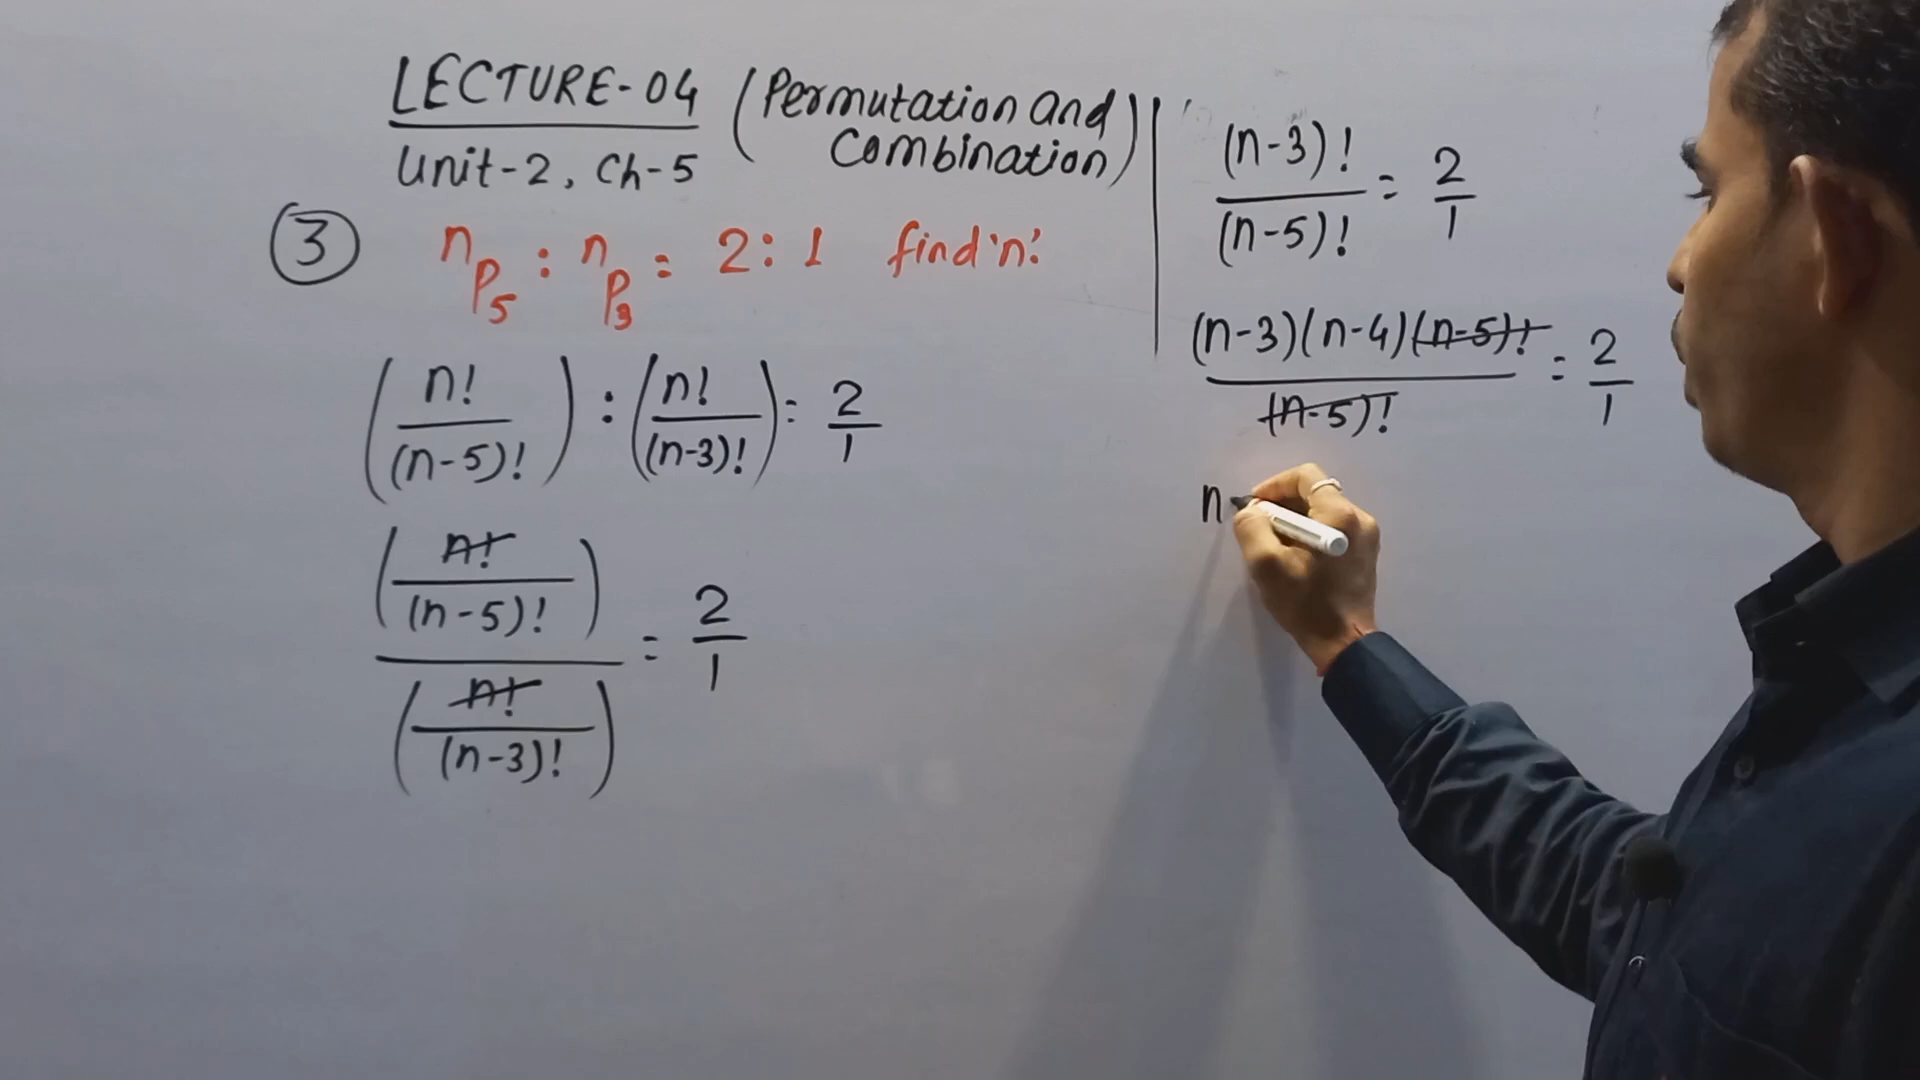 LECTURE-04 (Permutation and Combination)
Unit-2, Ch-5
③ nP5 : nP3 = 2 : 1 find 'n'.
(n!/(n-5)!) : (n!/(n-3)!) = 2/1
(n!/(n-5)!)/(n!/(n-3)!) = 2/1
(n-3)!/(n-5)! = 2/1
(n-3)(n-4)(n-5)!/(n-5)! = 2/1
n